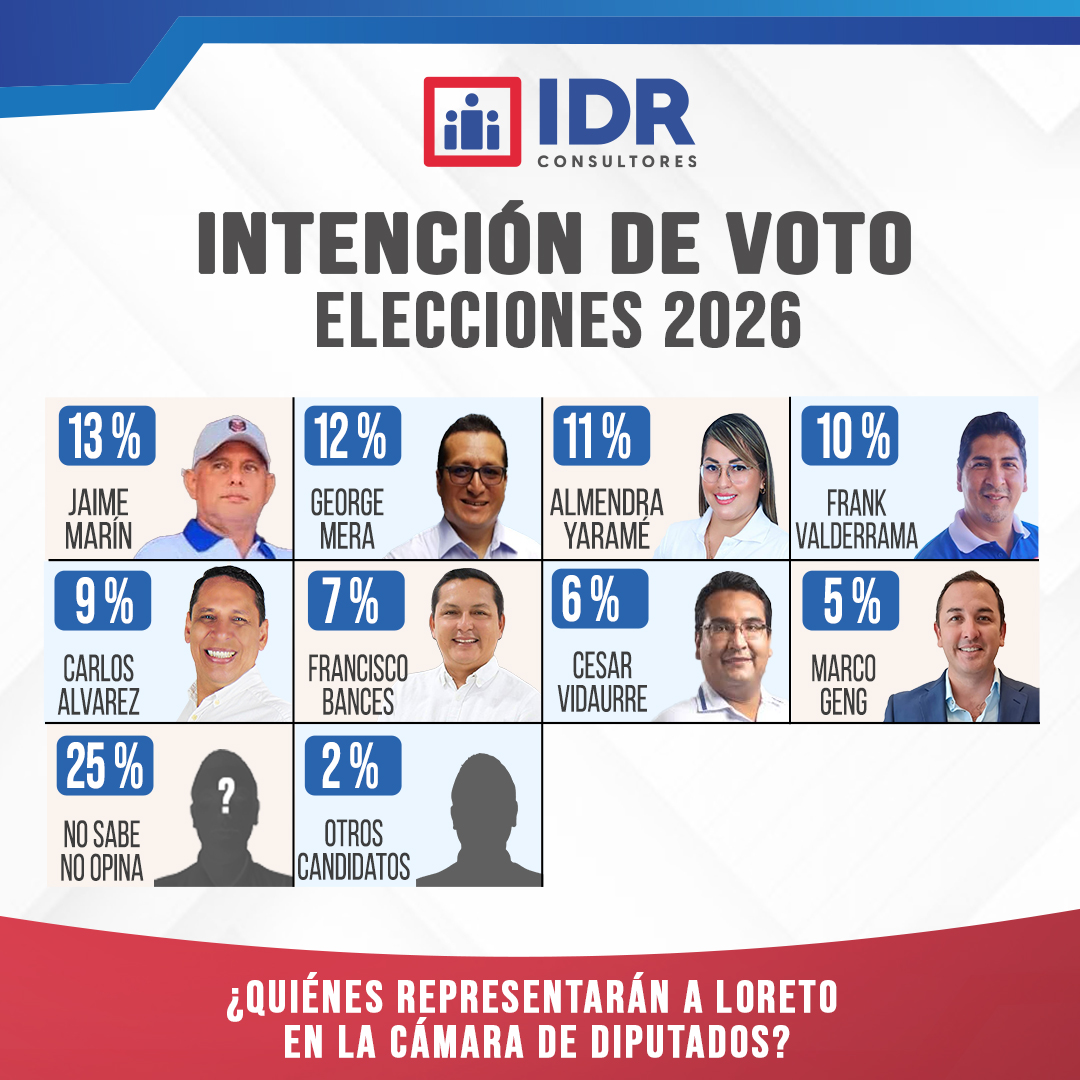 IDR
CONSULTORES
INTENCIÓN DE VOTO
ELECCIONES 2026
13 %
JAIME
MARÍN
12 %
GEORGE
MERA
11 %
ALMENDRA
YARAMÉ
10 %
FRANK
VALDERRAMA
9 %
CARLOS
ALVAREZ
7 %
FRANCISCO
BANCES
6 %
CESAR
VIDAURRE
5 %
MARCO
GENG
25 %
?
NO SABE
NO OPINA
2 %
OTROS
CANDIDATOS
¿QUIÉNES REPRESENTARÁN A LORETO
EN LA CÁMARA DE DIPUTADOS?